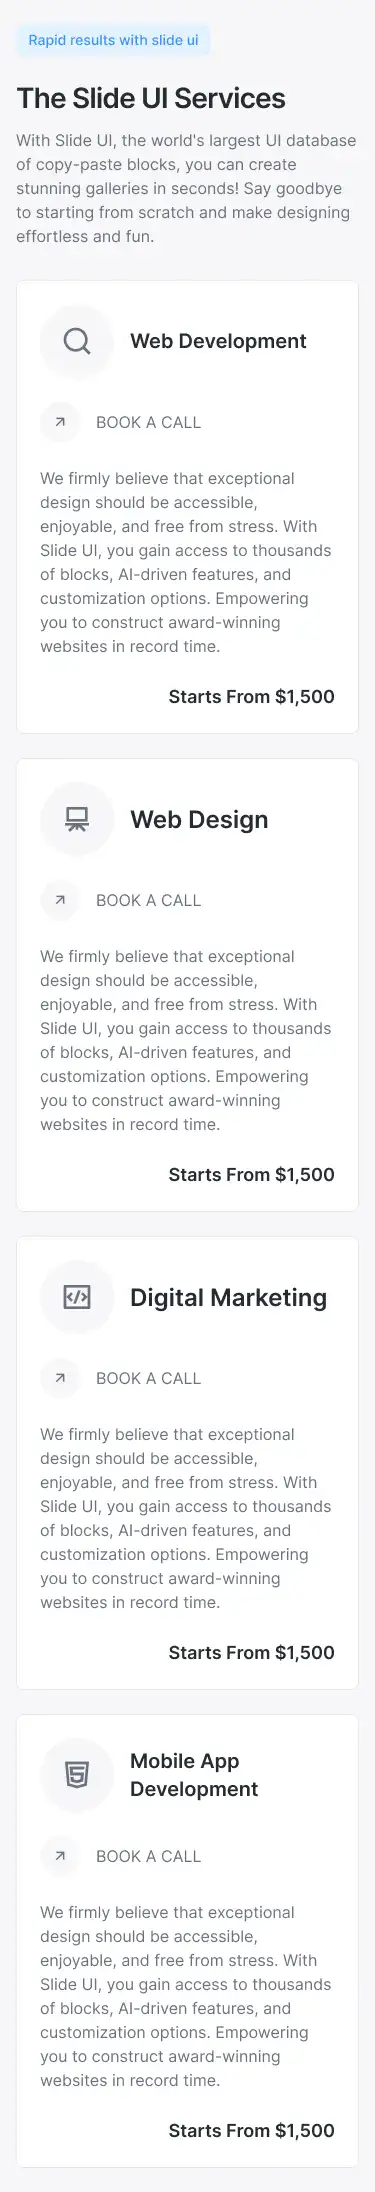 Rapid results with slide ui
The Slide UI Services
With Slide UI, the world's largest UI database
of copy-paste blocks, you can create
stunning galleries in seconds! Say goodbye
to starting from scratch and make designing
effortless and fun.
Web Development
BOOK A CALL
We firmly believe that exceptional
design should be accessible,
enjoyable, and free from stress. With
Slide UI, you gain access to thousands
of blocks, AI-driven features, and
customization options. Empowering
you to construct award-winning
websites in record time.
Starts From $1,500
Web Design
BOOK A CALL
We firmly believe that exceptional
design should be accessible,
enjoyable, and free from stress. With
Slide UI, you gain access to thousands
of blocks, AI-driven features, and
customization options. Empowering
you to construct award-winning
websites in record time.
Starts From $1,500
Digital Marketing
BOOK A CALL
We firmly believe that exceptional
design should be accessible,
enjoyable, and free from stress. With
Slide UI, you gain access to thousands
of blocks, AI-driven features, and
customization options. Empowering
you to construct award-winning
websites in record time.
Starts From $1,500
Mobile App
Development
BOOK A CALL
We firmly believe that exceptional
design should be accessible,
enjoyable, and free from stress. With
Slide UI, you gain access to thousands
of blocks, AI-driven features, and
customization options. Empowering
you to construct award-winning
websites in record time.
Starts From $1,500